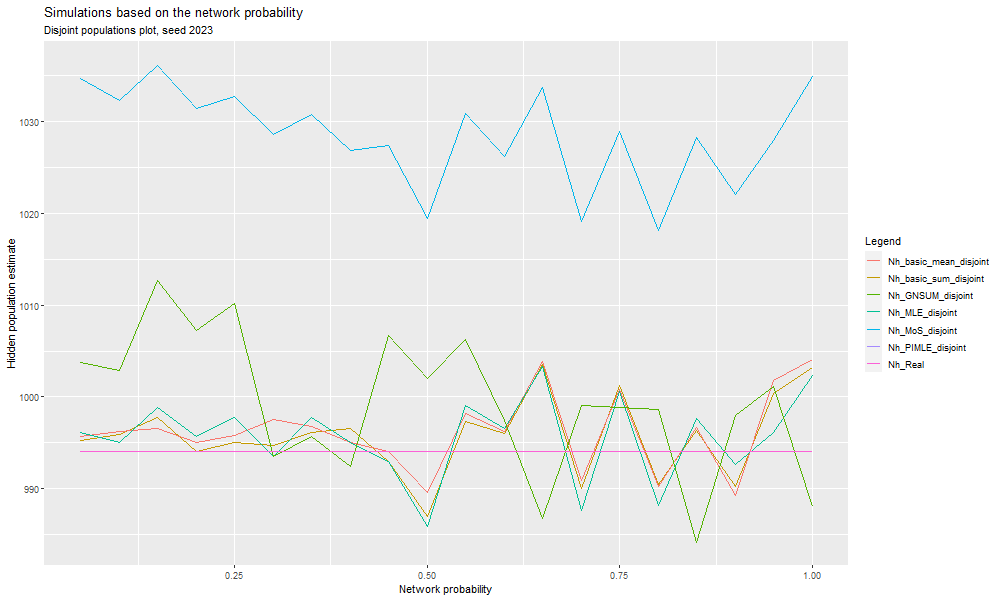 Simulations based on the network probability
Disjoint populations plot, seed 2023
Hidden population estimate
1030
1020
1010
1000
990
0.25
0.50
0.75
1.00
Network probability
Legend
Nh_basic_mean_disjoint
Nh_basic_sum_disjoint
Nh_GNSUM_disjoint
Nh_MLE_disjoint
Nh_MoS_disjoint
Nh_PIMLE_disjoint
Nh_Real